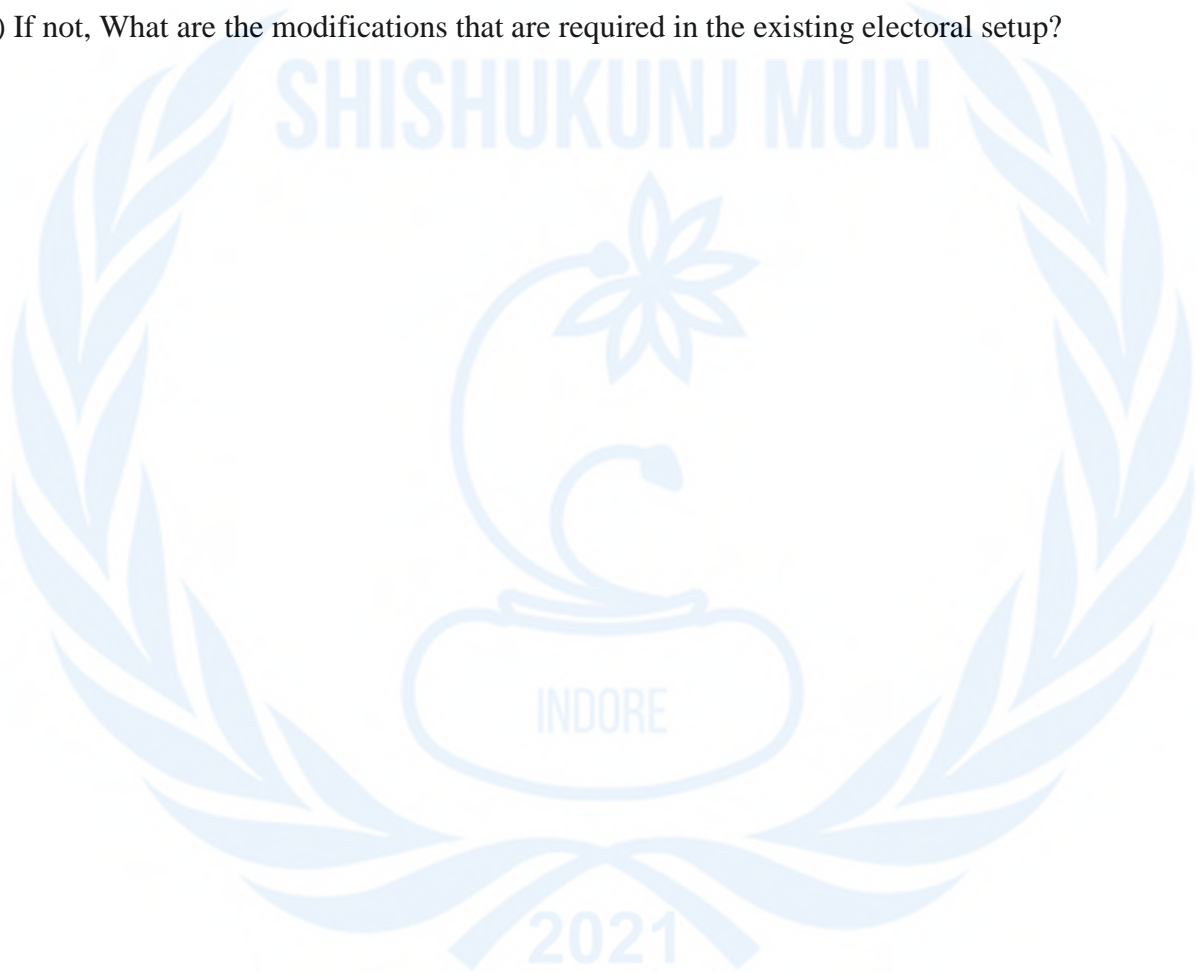 ) If not, What are the modifications that are required in the existing electoral setup?
SHISHUKUNJ MUN
INDORE
2021